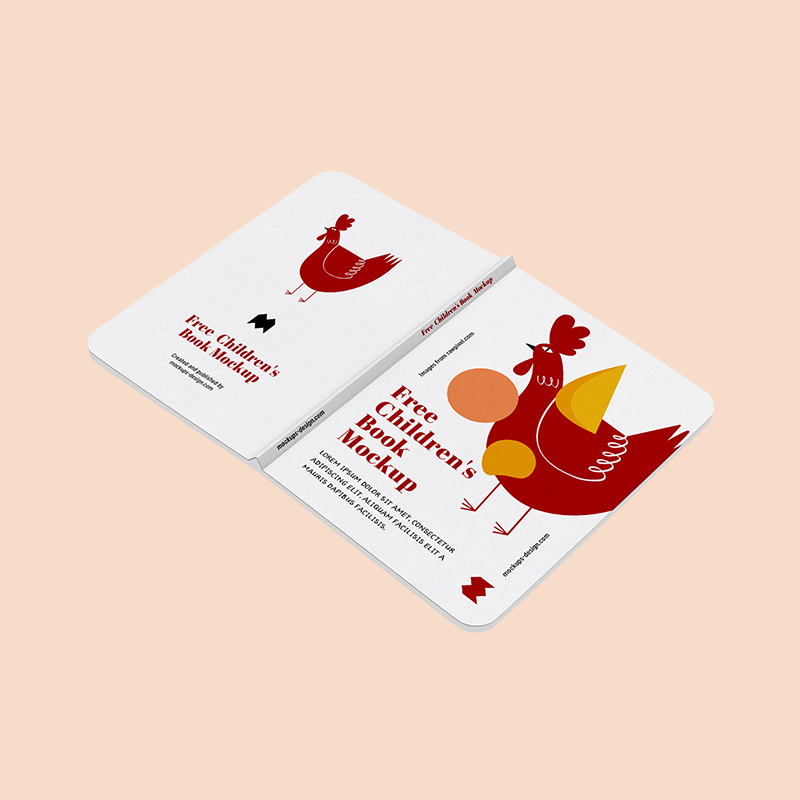 Free Children's
Book Mockup
Created and published by
mockups-design.com
Free Children's Book Mockup
mockups-design.com
Images from rawpixel.com
Free
Children's
Book
Mockup
LOREM IPSUM DOLOR SIT AMET, CONSECTETUR
ADIPISCING ELIT. ALIQUAM FACILISIS ELIT A
MAURIS DAPIBUS FACILISIS.
mockups-design.com